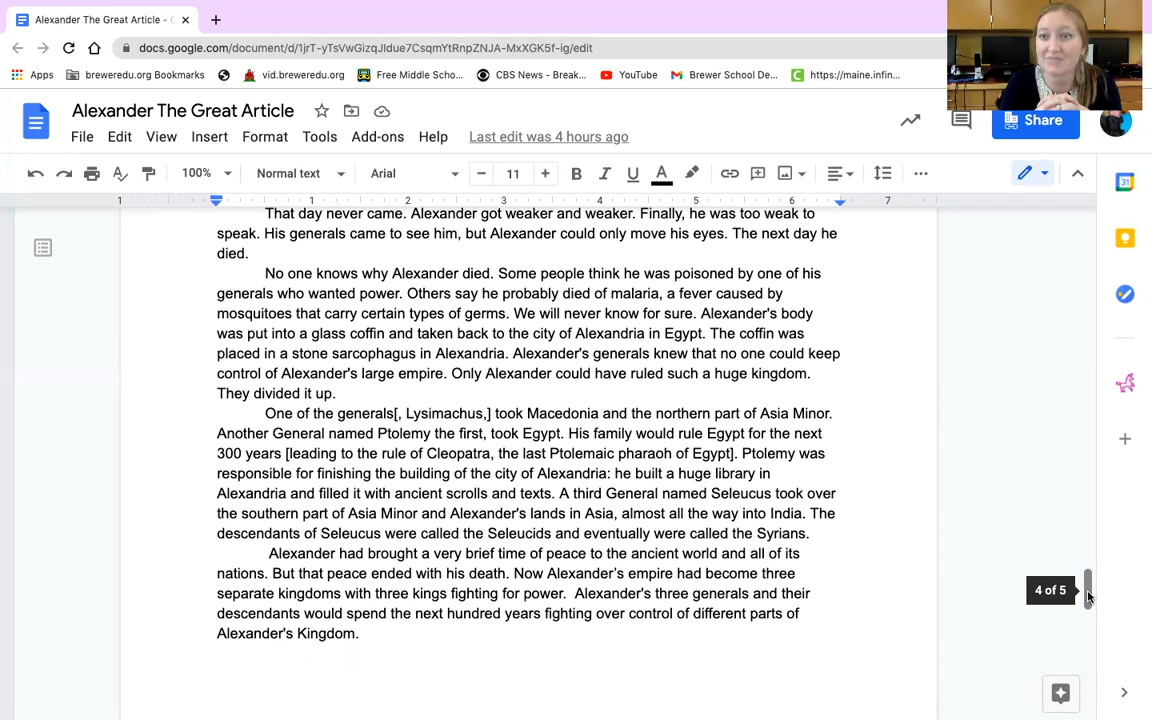 Alexander The Great Article - G
docs.google.com/document/d/1jrT-yTsVwGizqJldue7CsqmYtRnpZNJA-MxXGK5f-ig/edit
Apps breweredu.org Bookmarks vid.breweredu.org Free Middle Scho... CBS News - Break... YouTube Brewer School De... https://maine.infin...
Alexander The Great Article
Share
File Edit View Insert Format Tools Add-ons Help Last edit was 4 hours ago
100% Normal text Arial 11 B I U A
1 1 2 3 4 5 6 7
31
That day never came. Alexander got weaker and weaker. Finally, he was too weak to
speak. His generals came to see him, but Alexander could only move his eyes. The next day he
died.
No one knows why Alexander died. Some people think he was poisoned by one of his
generals who wanted power. Others say he probably died of malaria, a fever caused by
mosquitoes that carry certain types of germs. We will never know for sure. Alexander's body
was put into a glass coffin and taken back to the city of Alexandria in Egypt. The coffin was
placed in a stone sarcophagus in Alexandria. Alexander's generals knew that no one could keep
control of Alexander's large empire. Only Alexander could have ruled such a huge kingdom.
They divided it up.
One of the generals[, Lysimachus,] took Macedonia and the northern part of Asia Minor.
Another General named Ptolemy the first, took Egypt. His family would rule Egypt for the next
300 years [leading to the rule of Cleopatra, the last Ptolemaic pharaoh of Egypt]. Ptolemy was
responsible for finishing the building of the city of Alexandria: he built a huge library in
Alexandria and filled it with ancient scrolls and texts. A third General named Seleucus took over
the southern part of Asia Minor and Alexander's lands in Asia, almost all the way into India. The
descendants of Seleucus were called the Seleucids and eventually were called the Syrians.
Alexander had brought a very brief time of peace to the ancient world and all of its
nations. But that peace ended with his death. Now Alexander's empire had become three
separate kingdoms with three kings fighting for power. Alexander's three generals and their
descendants would spend the next hundred years fighting over control of different parts of
Alexander's Kingdom.
4 of 5